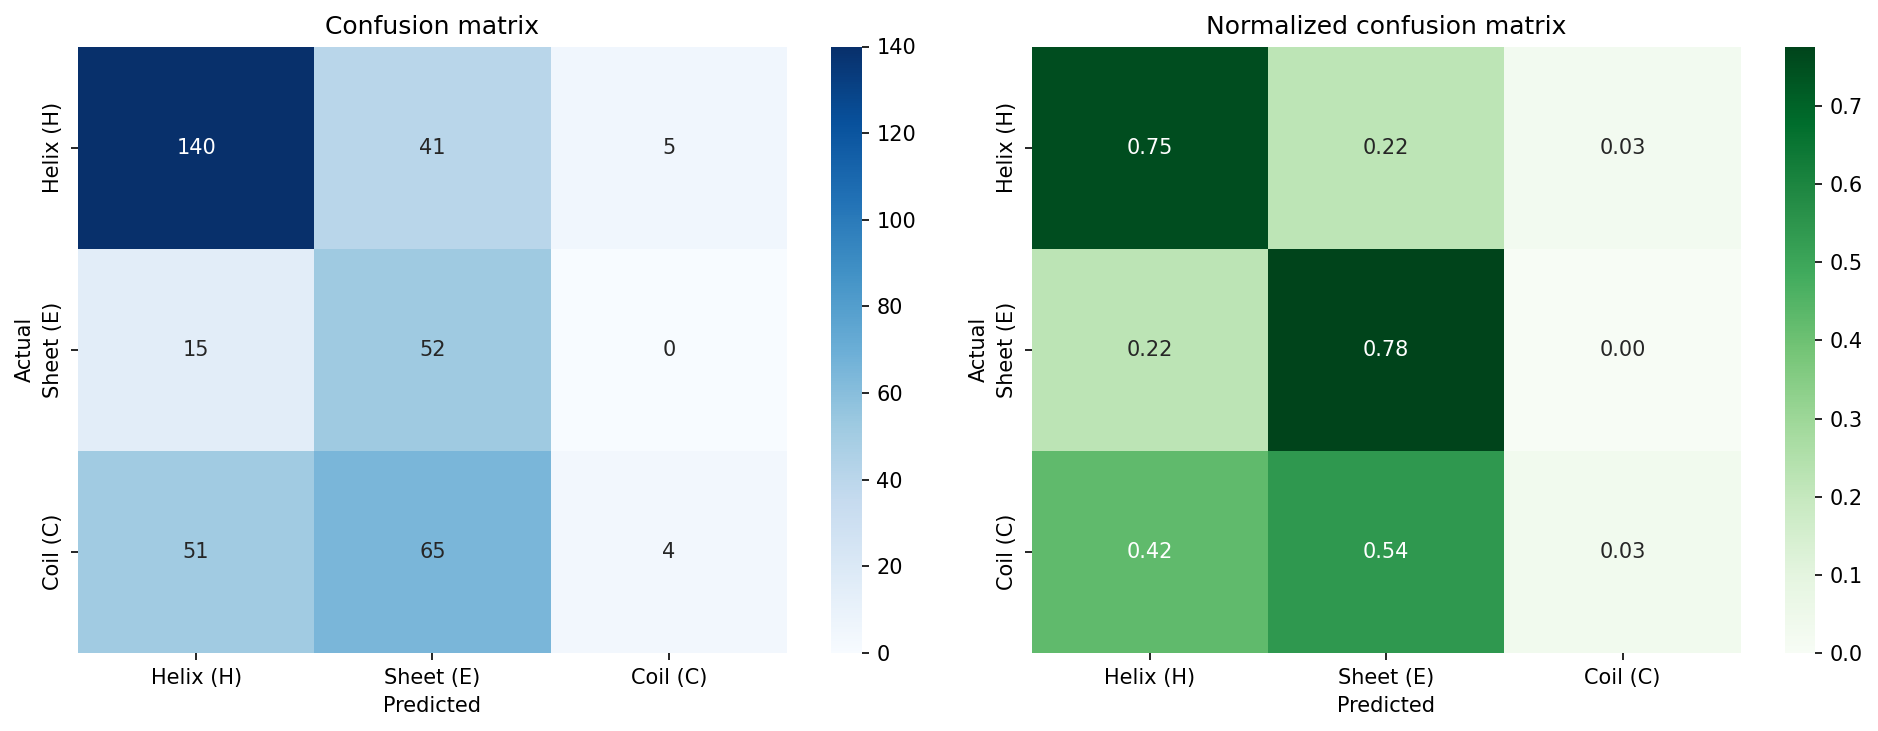 Confusion matrix
Helix (H)
140
41
5
Actual
Sheet (E)
15
52
0
Coil (C)
51
65
4
Helix (H)
Sheet (E)
Coil (C)
Predicted
140
120
100
80
60
40
20
0
Normalized confusion matrix
Helix (H)
0.75
0.22
0.03
Actual
Sheet (E)
0.22
0.78
0.00
Coil (C)
0.42
0.54
0.03
Helix (H)
Sheet (E)
Coil (C)
Predicted
0.7
0.6
0.5
0.4
0.3
0.2
0.1
0.0